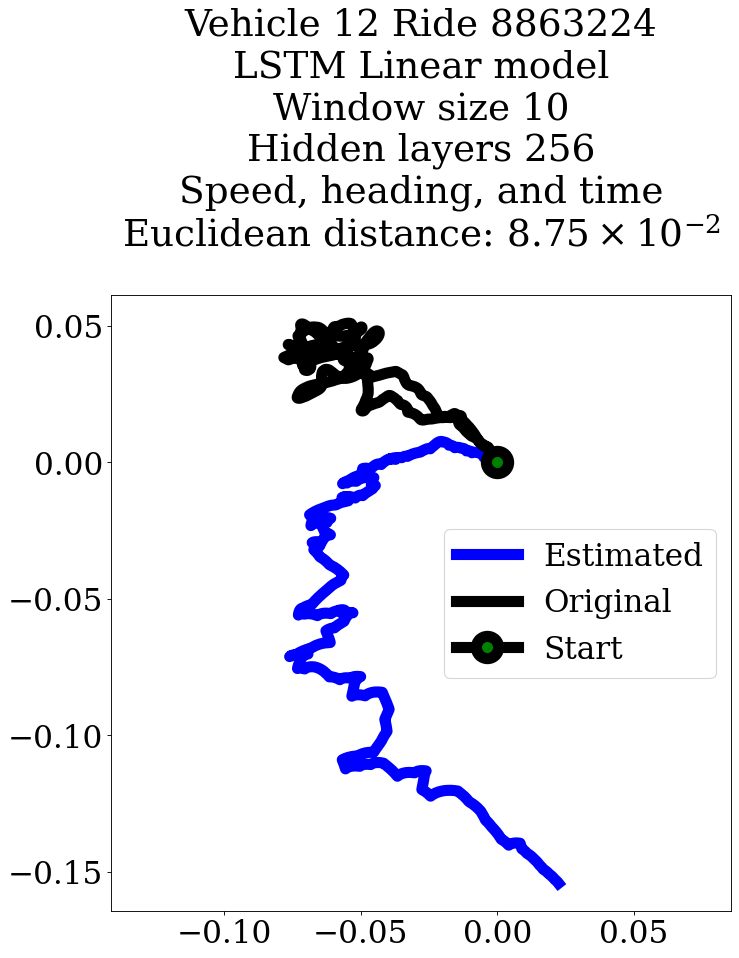 Vehicle 12 Ride 8863224
LSTM Linear model
Window size 10
Hidden layers 256
Speed, heading, and time
Euclidean distance: 8.75 × 10⁻²
0.05
0.00
−0.05
−0.10
−0.15
Estimated
Original
Start
−0.10 −0.05 0.00 0.05